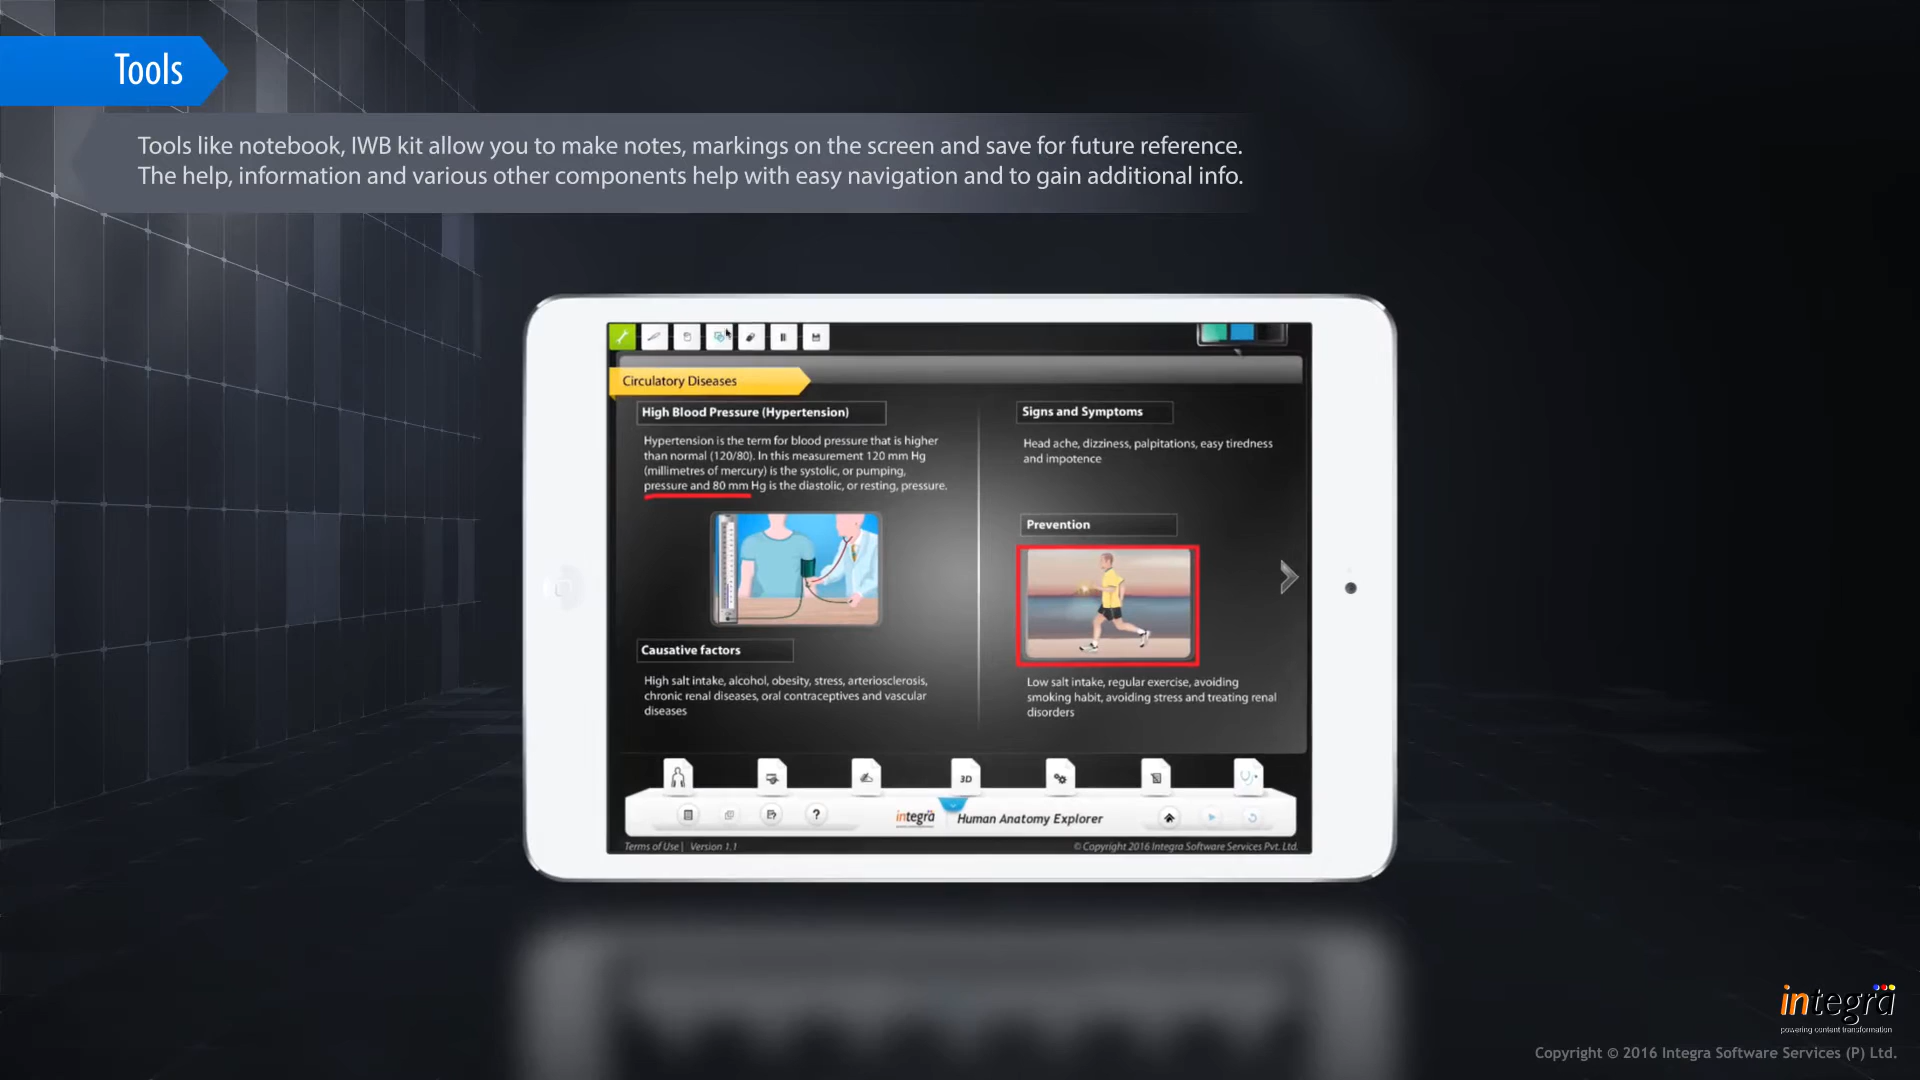 Tools
Tools like notebook, IWB kit allow you to make notes, markings on the screen and save for future reference.
The help, information and various other components help with easy navigation and to gain additional info.
Circulatory Diseases
High Blood Pressure (Hypertension)
Hypertension is the term for blood pressure that is higher
than normal (120/80). In this measurement 120 mm Hg
(millimetres of mercury) is the systolic, or pumping,
pressure and 80 mm Hg is the diastolic, or resting, pressure.
Causative factors
High salt intake, alcohol, obesity, stress, arteriosclerosis,
chronic renal diseases, oral contraceptives and vascular
diseases
Signs and Symptoms
Head ache, dizziness, palpitations, easy tiredness
and impotence
Prevention
Low salt intake, regular exercise, avoiding
smoking habit, avoiding stress and treating renal
disorders
3D
?
integra
Human Anatomy Explorer
Terms of Use | Version 1.1
© Copyright 2016 Integra Software Services Pvt. Ltd.
integra
powering content transformation
Copyright © 2016 Integra Software Services (P) Ltd.